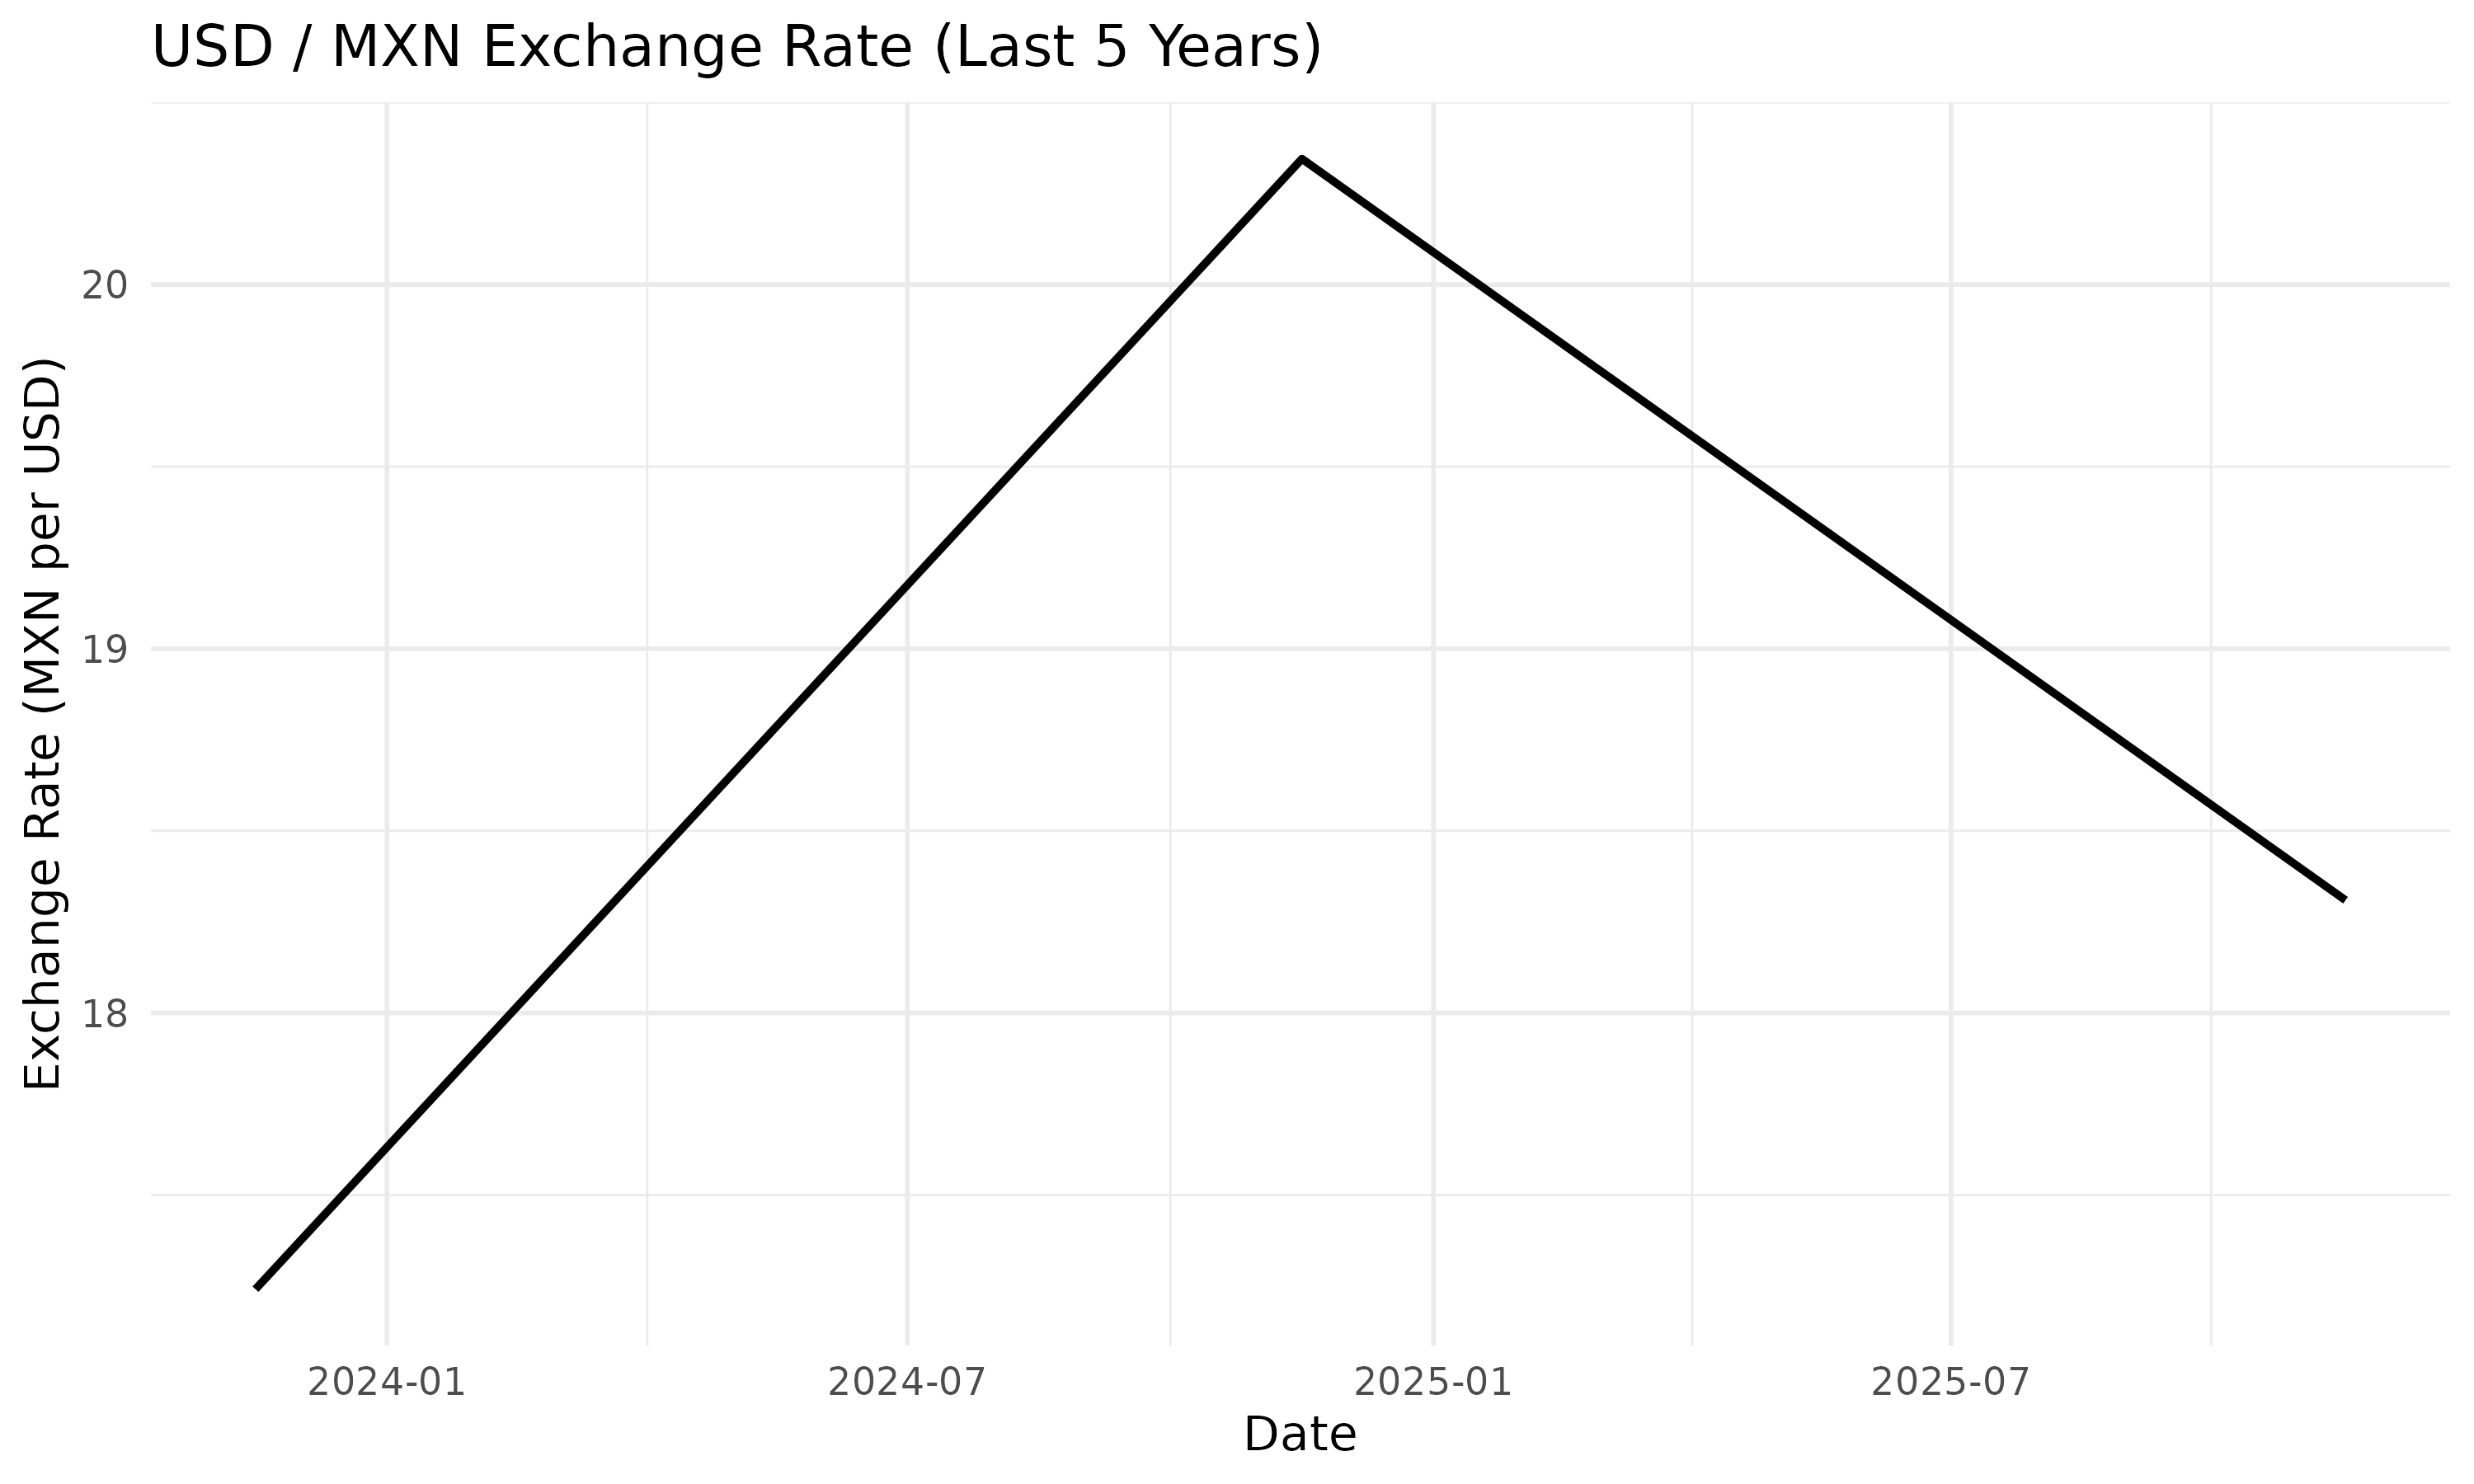 USD / MXN Exchange Rate (Last 5 Years)
Exchange Rate (MXN per USD)
20
19
18
2024-01
2024-07
2025-01
2025-07
Date